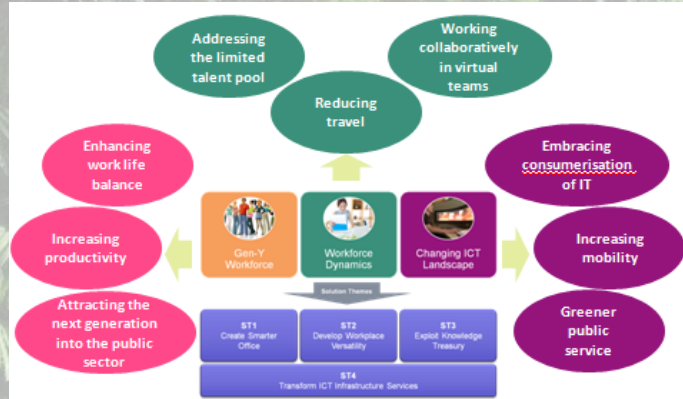 Addressing
the limited
talent pool
Working
collaboratively
in virtual
teams
Reducing
travel
Enhancing
work life
balance
Embracing
consumerisation
of IT
Increasing
productivity
Gen-Y
Workforce
Workforce
Dynamics
Changing ICT
Landscape
Increasing
mobility
Solution Themes
Attracting the
next generation
into the public
sector
ST1
Create Smarter
Office
ST2
Develop Workplace
Versatility
ST3
Exploit Knowledge
Treasury
Greener
public
service
ST4
Transform ICT Infrastructure Services